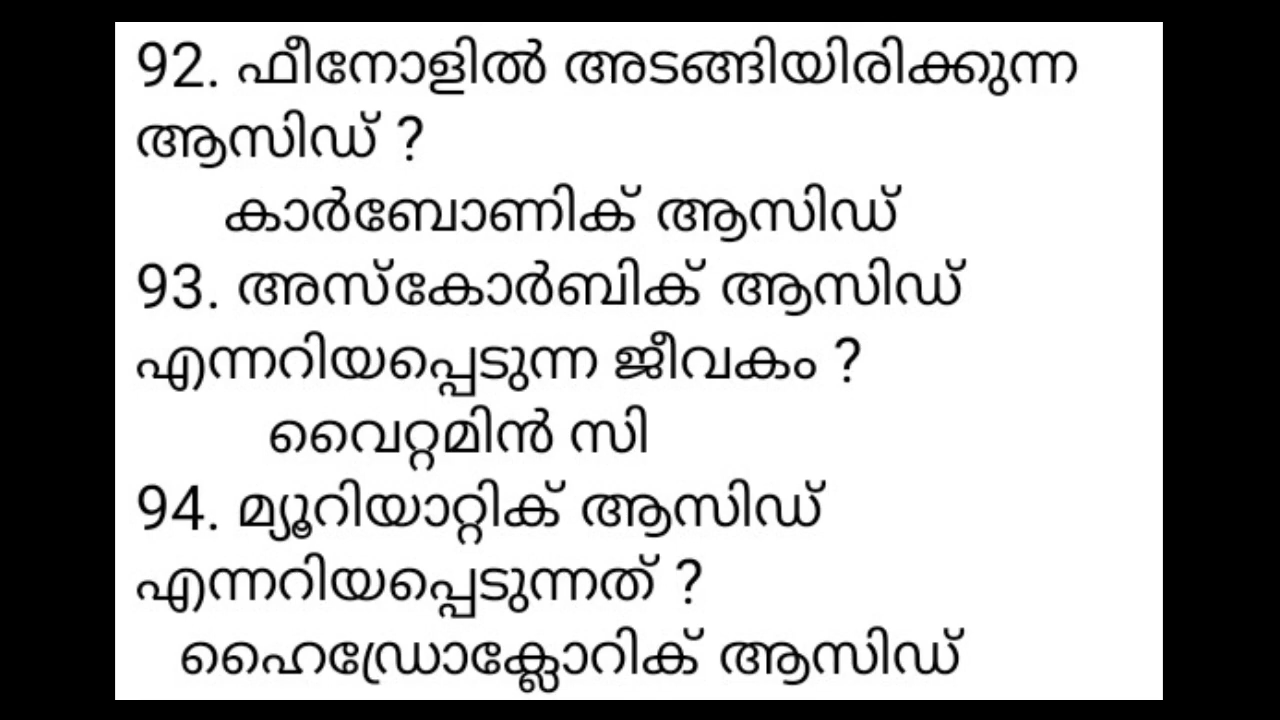 92. ഫീനോളിൽ അടങ്ങിയിരിക്കുന്ന
ആസിഡ് ?
കാർബോണിക് ആസിഡ്
93. അസ്കോർബിക് ആസിഡ്
എന്നറിയപ്പെടുന്ന ജീവകം ?
വൈറ്റമിൻ സി
94. മ്യൂറിയാറ്റിക് ആസിഡ്
എന്നറിയപ്പെടുന്നത് ?
ഹൈഡ്രോക്ലോറിക് ആസിഡ്